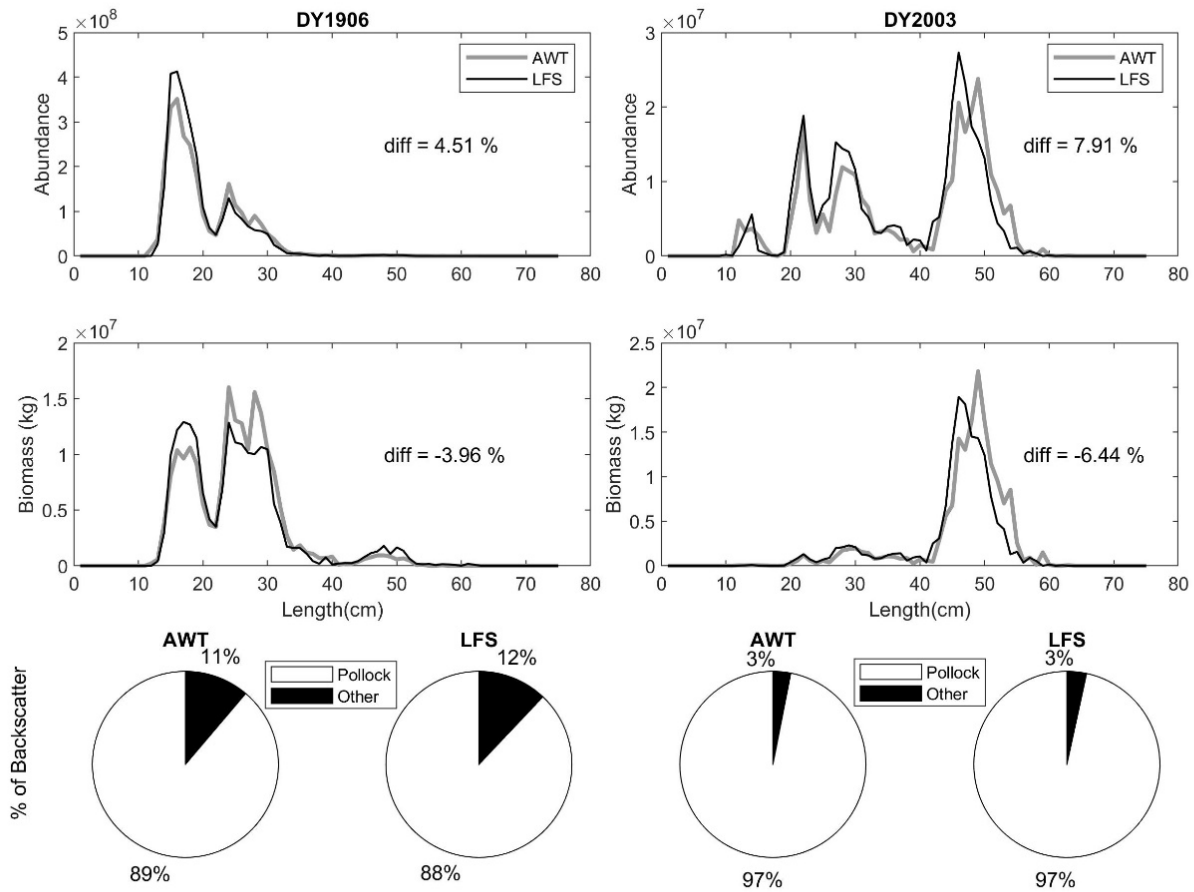 DY1906
×10^8
5
4
3
2
1
0
Abundance
AWT
LFS
diff = 4.51 %
0 10 20 30 40 50 60 70 80
DY2003
×10^7
3
2
1
0
Abundance
AWT
LFS
diff = 7.91 %
0 10 20 30 40 50 60 70 80
×10^7
2
1.5
1
0.5
0
Biomass (kg)
diff = -3.96 %
0 10 20 30 40 50 60 70 80
Length(cm)
×10^7
2.5
2
1.5
1
0.5
0
Biomass (kg)
diff = -6.44 %
0 10 20 30 40 50 60 70 80
Length(cm)
% of Backscatter
AWT
11%
89%
Pollock
Other
LFS
12%
88%
AWT
3%
97%
Pollock
Other
LFS
3%
97%